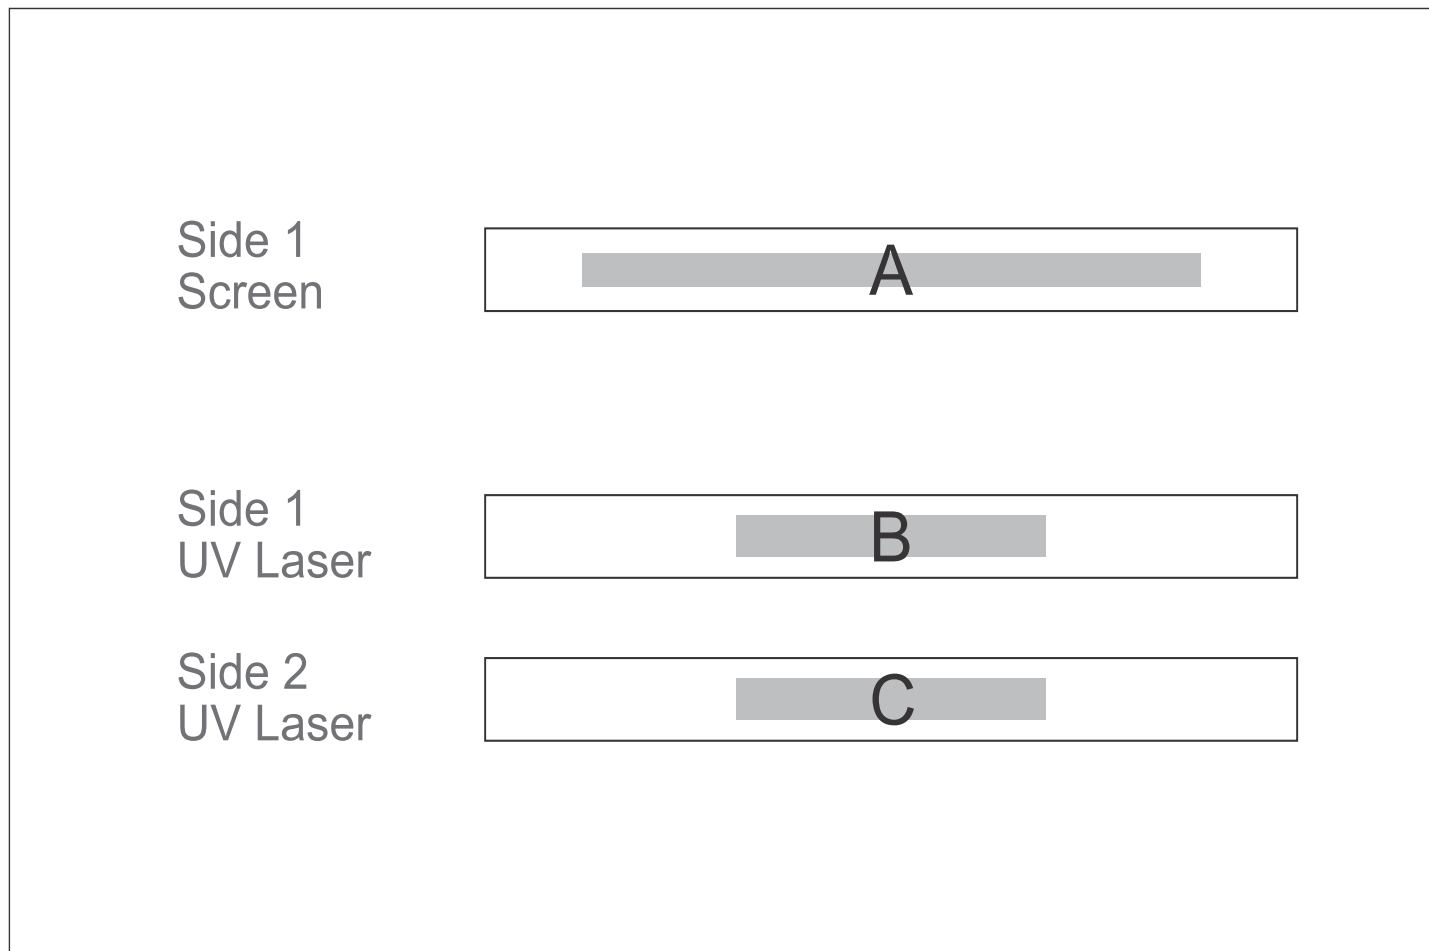 Side 1
Screen
A
Side 1
UV Laser
B
Side 2
UV Laser
C